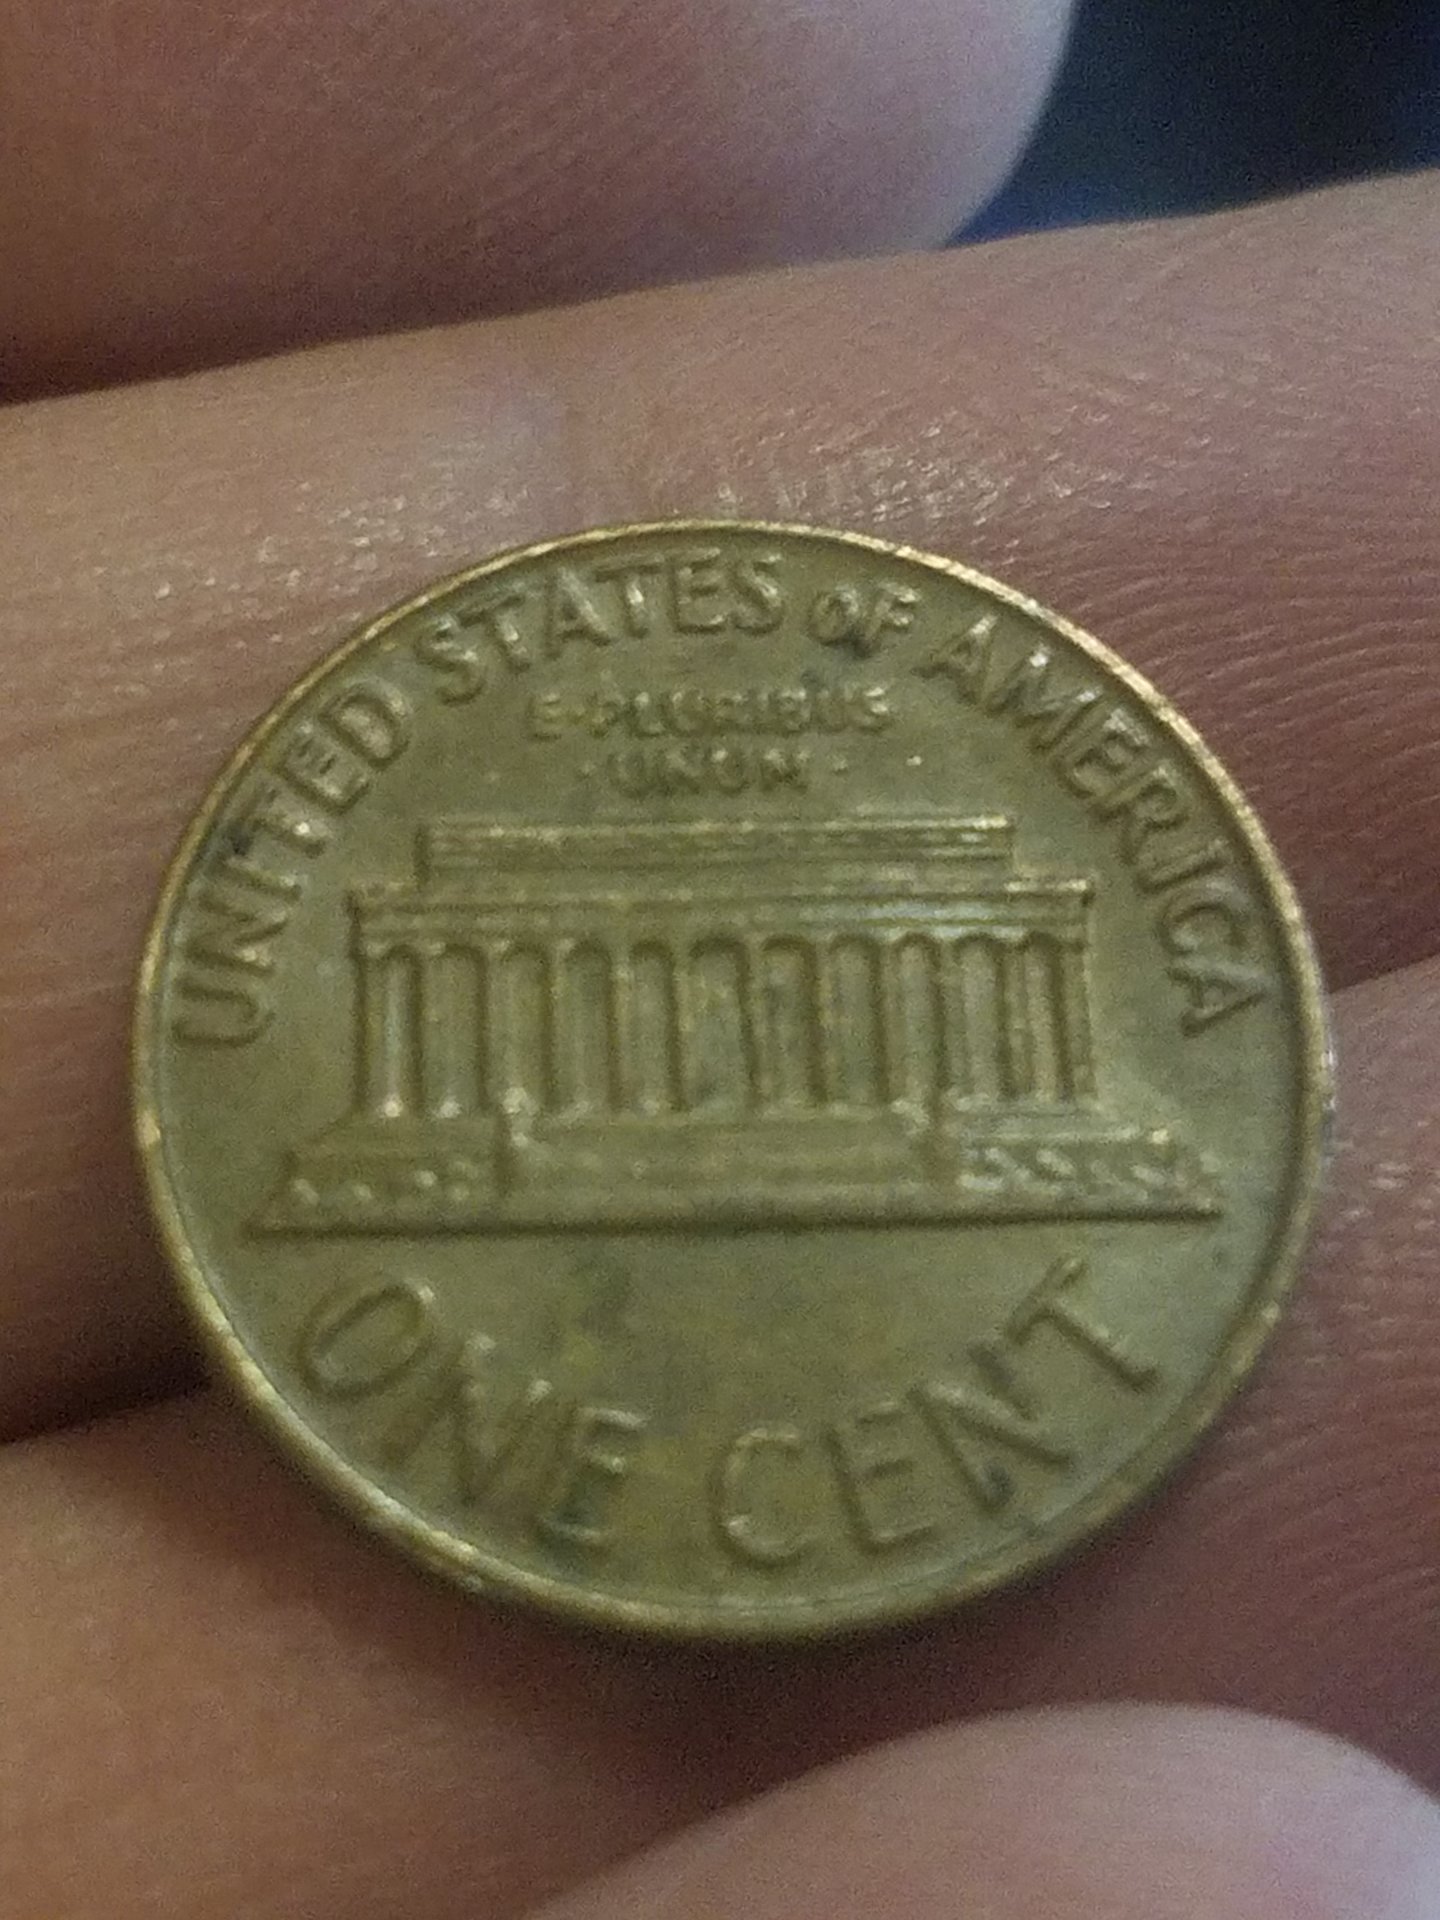 UNITED STATES OF AMERICA
E·PLURIBUS
·UNUM·
ONE CENT